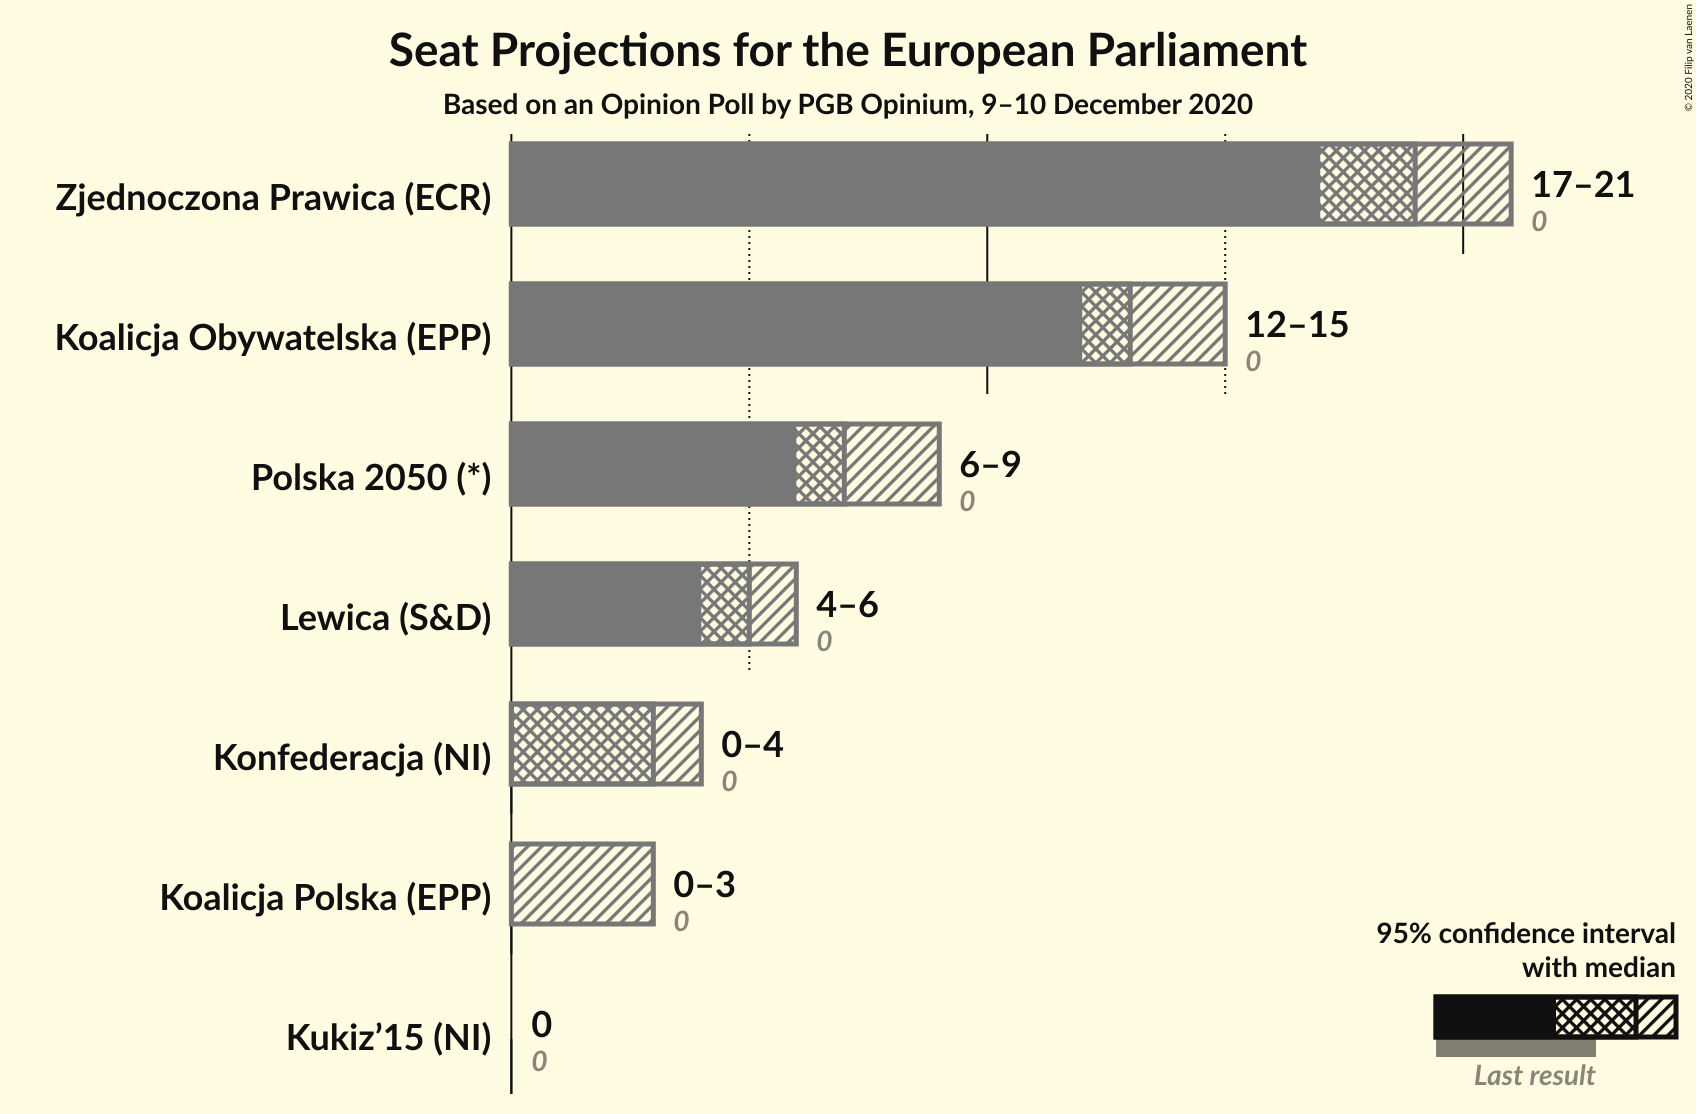 Seat Projections for the European Parliament
Based on an Opinion Poll by PGB Opinium, 9–10 December 2020
© 2020 Filip van Laenen
Zjednoczona Prawica (ECR)
17–21
0
Koalicja Obywatelska (EPP)
12–15
0
Polska 2050 (*)
6–9
0
Lewica (S&D)
4–6
0
Konfederacja (NI)
0–4
0
Koalicja Polska (EPP)
0–3
0
Kukiz’15 (NI)
0
0
95% confidence interval
with median
Last result